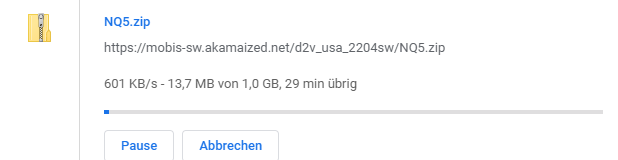 NQ5.zip
https://mobis-sw.akamaized.net/d2v_usa_2204sw/NQ5.zip
601 KB/s - 13,7 MB von 1,0 GB, 29 min übrig
Pause Abbrechen